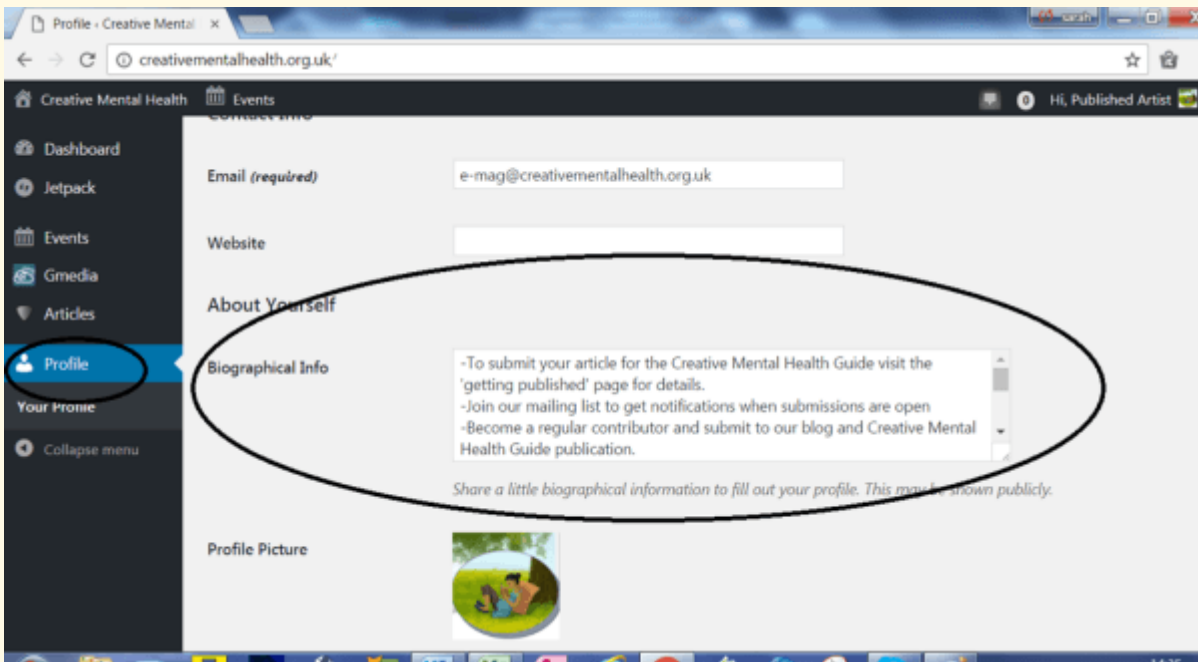 Profile ‹ Creative Mental
sarah
creativementalhealth.org.uk/
Creative Mental Health
Events
0
Hi, Published Artist
Contact Info
Dashboard
Jetpack
Events
Gmedia
Articles
Profile
Your Profile
Collapse menu
Email (required)
e-mag@creativementalhealth.org.uk
Website
About Yourself
Biographical Info
-To submit your article for the Creative Mental Health Guide visit the
'getting published' page for details.
-Join our mailing list to get notifications when submissions are open
-Become a regular contributor and submit to our blog and Creative Mental
Health Guide publication.
Share a little biographical information to fill out your profile. This may be shown publicly.
Profile Picture